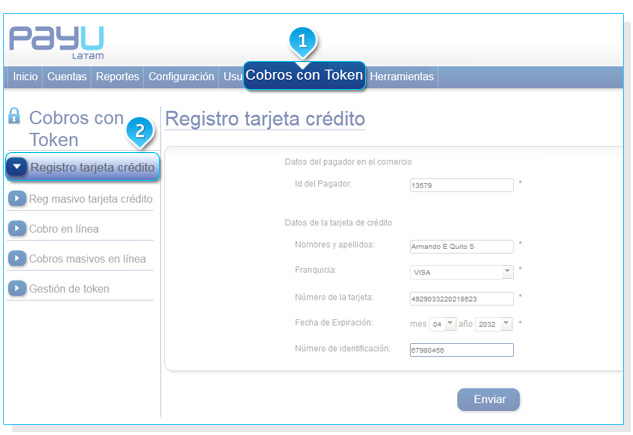 PayU
LATAM
1
Inicio Cuentas Reportes Configuración Usu Cobros con Token Herramientas
Cobros con
Token
2
Registro tarjeta crédito
Reg masivo tarjeta crédito
Cobro en línea
Cobros masivos en línea
Gestión de token
Registro tarjeta crédito
Datos del pagador en el comercio
Id del Pagador: 13679 *
Datos de la tarjeta de crédito
Nombres y apellidos: Armando E Quito S *
Franquicia: VISA *
Número de la tarjeta: 4929033220218623 *
Fecha de Expiración: mes 04 año 2032 *
Número de identificación: 67980456
Enviar